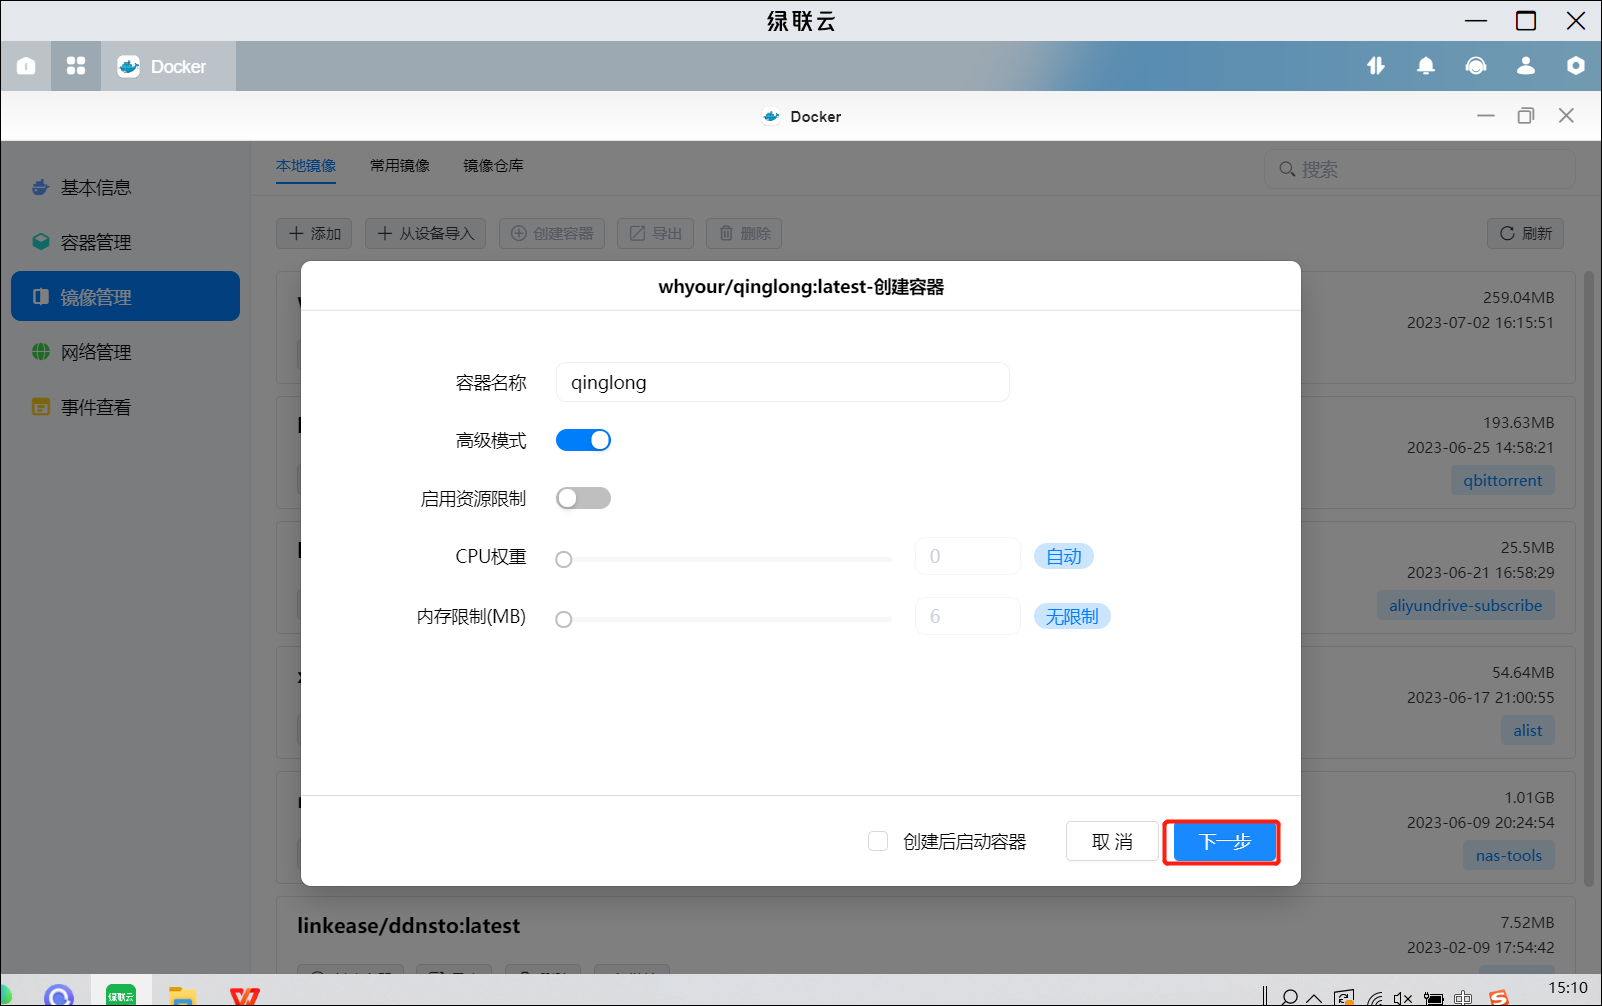 绿联云
Docker
Docker
基本信息
容器管理
镜像管理
网络管理
事件查看
本地镜像
常用镜像
镜像仓库
搜索
添加
从设备导入
创建容器
导出
删除
刷新
259.04MB
2023-07-02 16:15:51
193.63MB
2023-06-25 14:58:21
qbittorrent
25.5MB
2023-06-21 16:58:29
aliyundrive-subscribe
54.64MB
2023-06-17 21:00:55
alist
1.01GB
2023-06-09 20:24:54
nas-tools
whyour/qinglong:latest-创建容器
容器名称
qinglong
高级模式
启用资源限制
CPU权重
0
自动
内存限制(MB)
6
无限制
创建后启动容器
取 消
下一步
linkease/ddnsto:latest
7.52MB
2023-02-09 17:54:42
绿联云
中
15:10